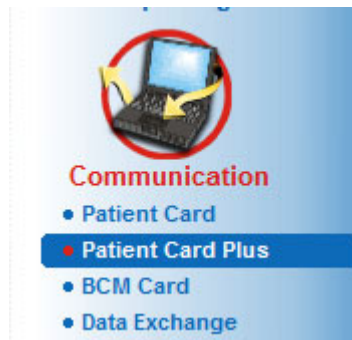 Communication
Patient Card
Patient Card Plus
BCM Card
Data Exchange